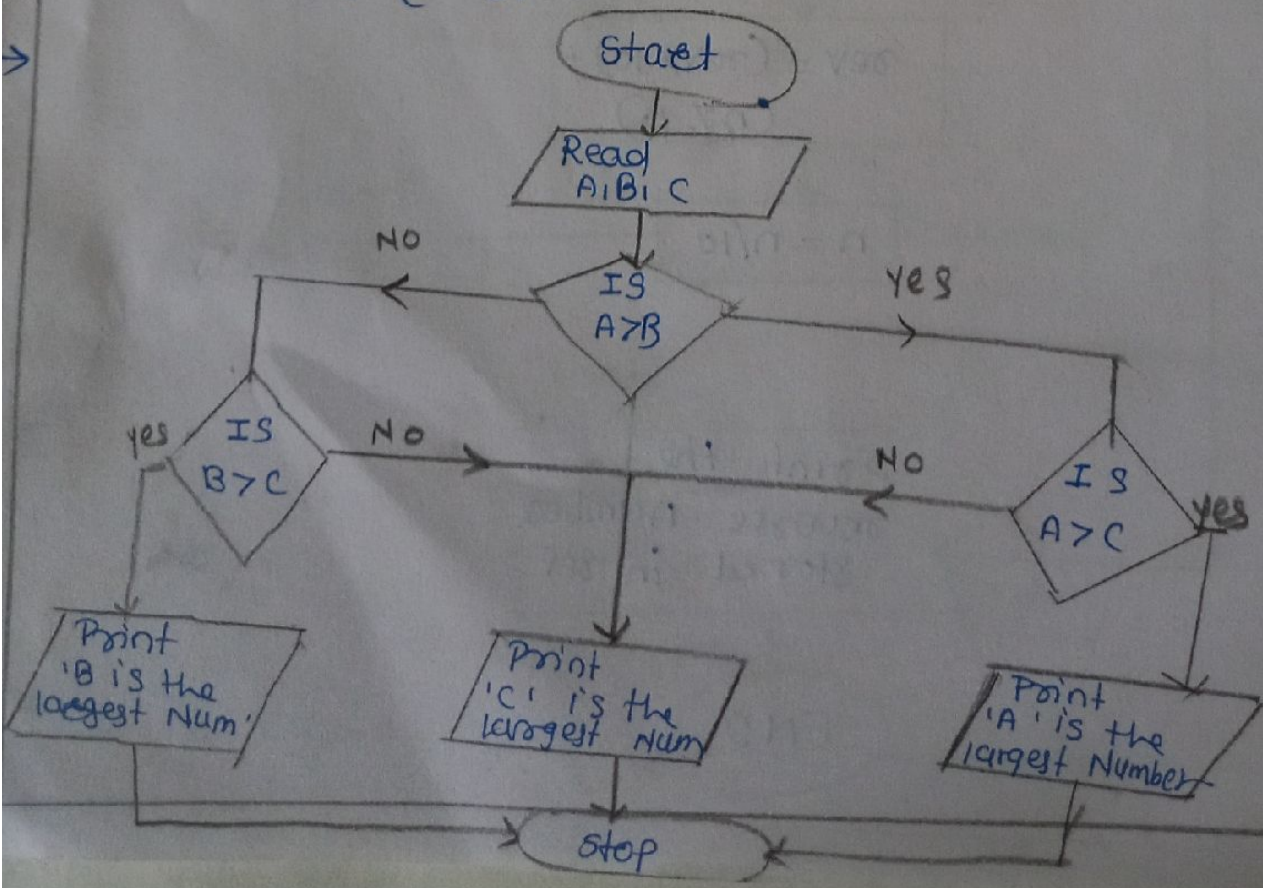 Start
Read
A, B, C
NO
IS
A>B
yes
yes
IS
B>C
NO
NO
IS
A>C
yes
Print
'B is the
largest Num'
Print
'C' is the
largest Num
Print
'A' is the
largest Number
Stop